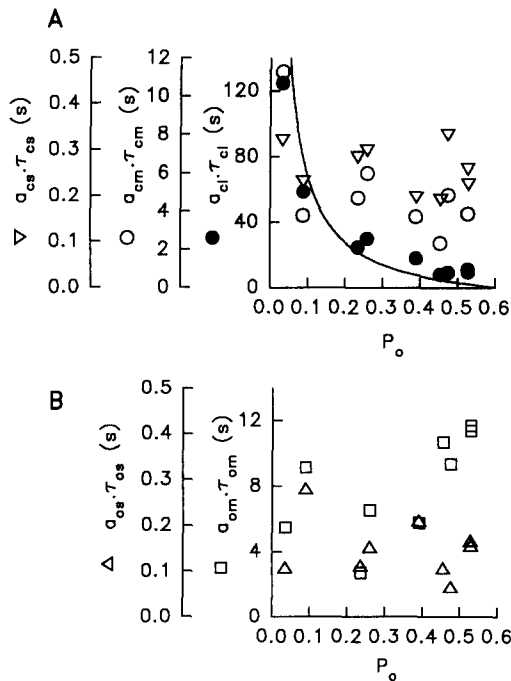 A
▽ a_cs·τ_cs (s)
0.5
0.4
0.3
0.2
0.1
0.0
○ a_cm·τ_cm (s)
12
10
8
6
4
2
0
● a_cl·τ_cl (s)
120
80
40
0
0.0 0.1 0.2 0.3 0.4 0.5 0.6
P_o
B
△ a_os·τ_os (s)
0.5
0.4
0.3
0.2
0.1
0.0
□ a_om·τ_om (s)
12
8
4
0
0.0 0.1 0.2 0.3 0.4 0.5 0.6
P_o